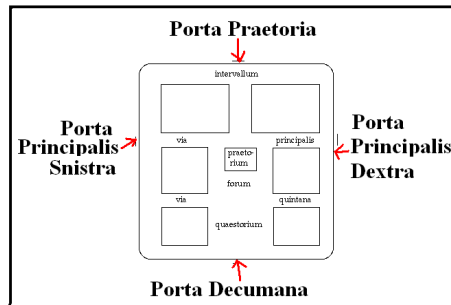 Porta Praetoria
intervallum
via
principalis
Porta
Principalis
Snistra
praeto-
rium
Porta
Principalis
Dextra
forum
via
quintana
quaestorium
Porta Decumana